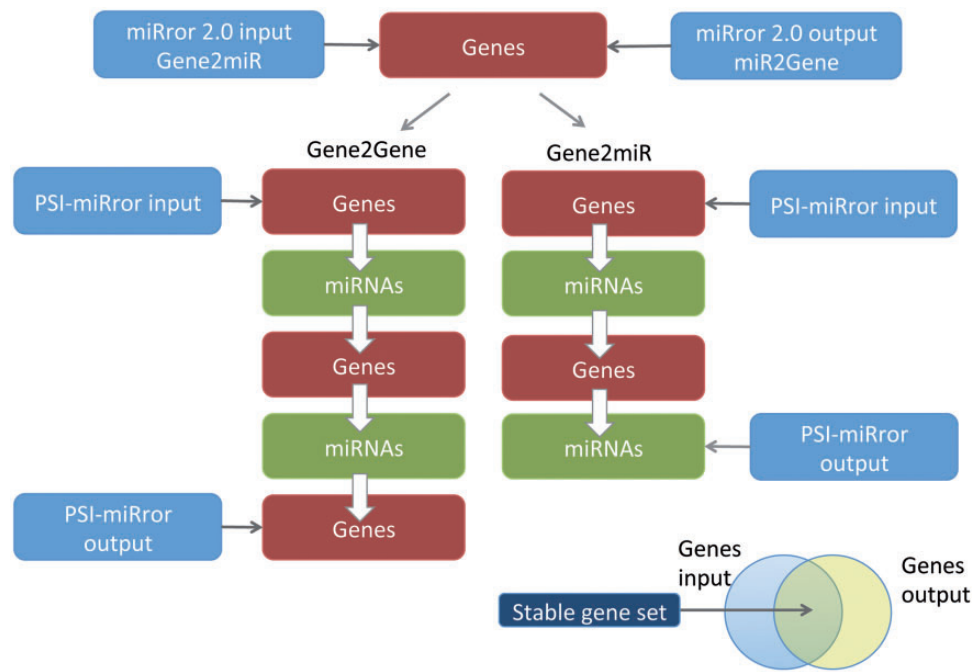 miRror 2.0 input
Gene2miR
Genes
miRror 2.0 output
miR2Gene
Gene2Gene
Gene2miR
PSI-miRror input
Genes
Genes
PSI-miRror input
miRNAs
miRNAs
Genes
Genes
miRNAs
miRNAs
PSI-miRror
output
PSI-miRror
output
Genes
Genes
input
Genes
output
Stable gene set